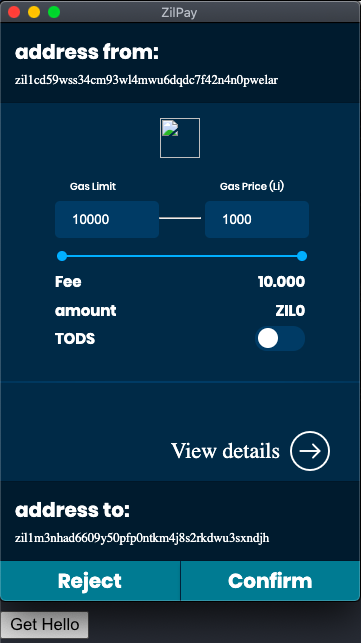 ZilPay
address from:
zil1cd59wss34cm93wl4mwu6dqdc7f42n4n0pwelar
Gas Limit Gas Price (Li)
10000 1000
Fee 10.000
amount ZIL0
TODS
View details
address to:
zil1m3nhad6609y50pfp0ntkm4j8s2rkdwu3sxndjh
Reject Confirm
Get Hello